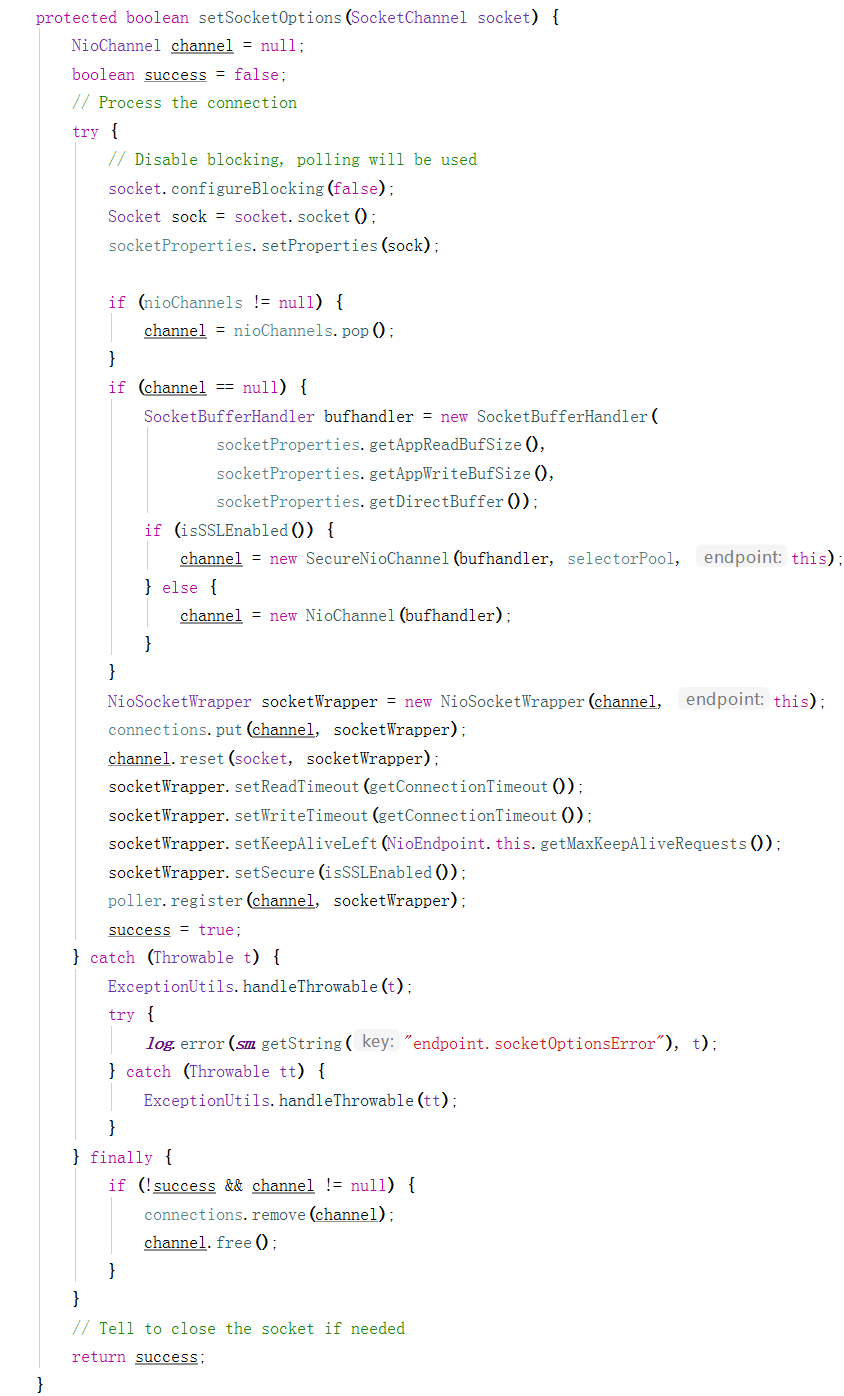 protected boolean setSocketOptions(SocketChannel socket) {
    NioChannel channel = null;
    boolean success = false;
    // Process the connection
    try {
        // Disable blocking, polling will be used
        socket.configureBlocking(false);
        Socket sock = socket.socket();
        socketProperties.setProperties(sock);

        if (nioChannels != null) {
            channel = nioChannels.pop();
        }
        if (channel == null) {
            SocketBufferHandler bufhandler = new SocketBufferHandler(
                    socketProperties.getAppReadBufSize(),
                    socketProperties.getAppWriteBufSize(),
                    socketProperties.getDirectBuffer());
            if (isSSLEnabled()) {
                channel = new SecureNioChannel(bufhandler, selectorPool, endpoint: this);
            } else {
                channel = new NioChannel(bufhandler);
            }
        }
        NioSocketWrapper socketWrapper = new NioSocketWrapper(channel, endpoint: this);
        connections.put(channel, socketWrapper);
        channel.reset(socket, socketWrapper);
        socketWrapper.setReadTimeout(getConnectionTimeout());
        socketWrapper.setWriteTimeout(getConnectionTimeout());
        socketWrapper.setKeepAliveLeft(NioEndpoint.this.getMaxKeepAliveRequests());
        socketWrapper.setSecure(isSSLEnabled());
        poller.register(channel, socketWrapper);
        success = true;
    } catch (Throwable t) {
        ExceptionUtils.handleThrowable(t);
        try {
            log.error(sm.getString(key: "endpoint.socketOptionsError"), t);
        } catch (Throwable tt) {
            ExceptionUtils.handleThrowable(tt);
        }
    } finally {
        if (!success && channel != null) {
            connections.remove(channel);
            channel.free();
        }
    }
    // Tell to close the socket if needed
    return success;
}